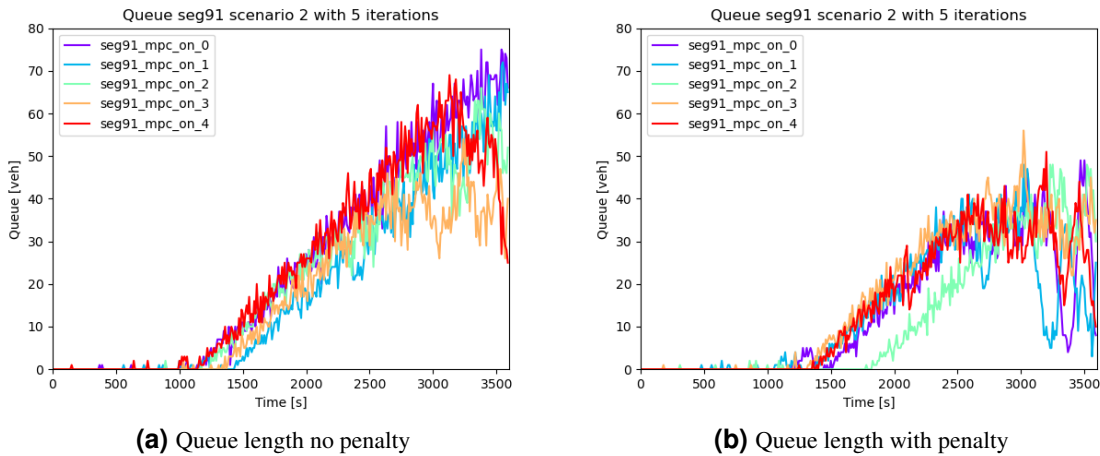 Queue seg91 scenario 2 with 5 iterations
80
70
60
50
40
30
20
10
0
Queue [veh]
seg91_mpc_on_0
seg91_mpc_on_1
seg91_mpc_on_2
seg91_mpc_on_3
seg91_mpc_on_4
0 500 1000 1500 2000 2500 3000 3500
Time [s]
(a) Queue length no penalty
Queue seg91 scenario 2 with 5 iterations
80
70
60
50
40
30
20
10
0
Queue [veh]
seg91_mpc_on_0
seg91_mpc_on_1
seg91_mpc_on_2
seg91_mpc_on_3
seg91_mpc_on_4
0 500 1000 1500 2000 2500 3000 3500
Time [s]
(b) Queue length with penalty